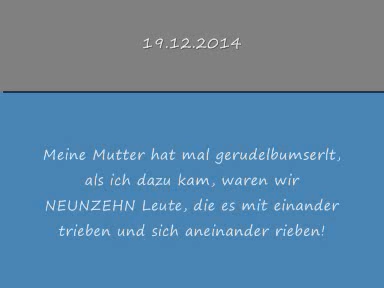 19.12.2014
Meine Mutter hat mal gerudelbumserlt,
als ich dazu kam, waren wir
NEUNZEHN Leute, die es mit einander
trieben und sich aneinander rieben!